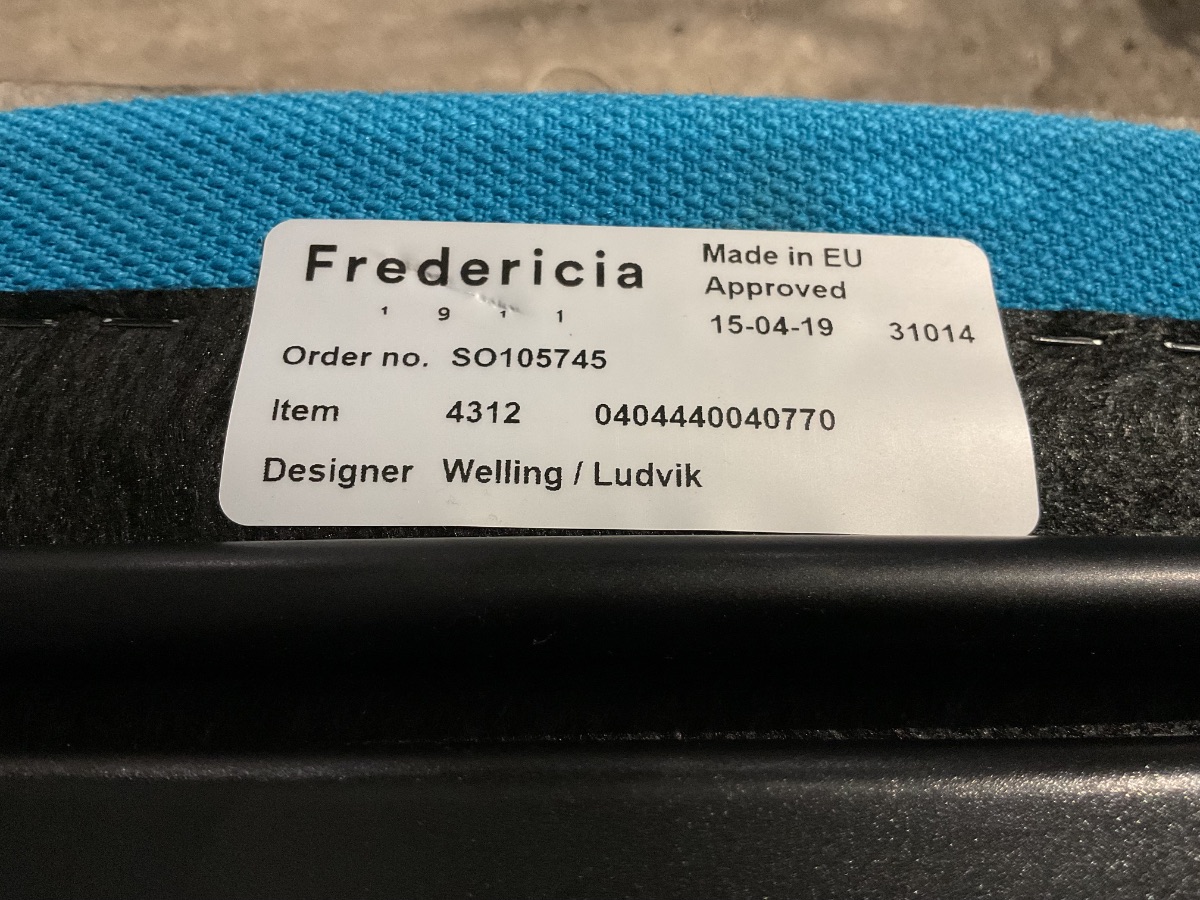 Fredericia
1 9 1 1
Made in EU
Approved
15-04-19 31014
Order no. SO105745
Item 4312 0404440040770
Designer Welling / Ludvik